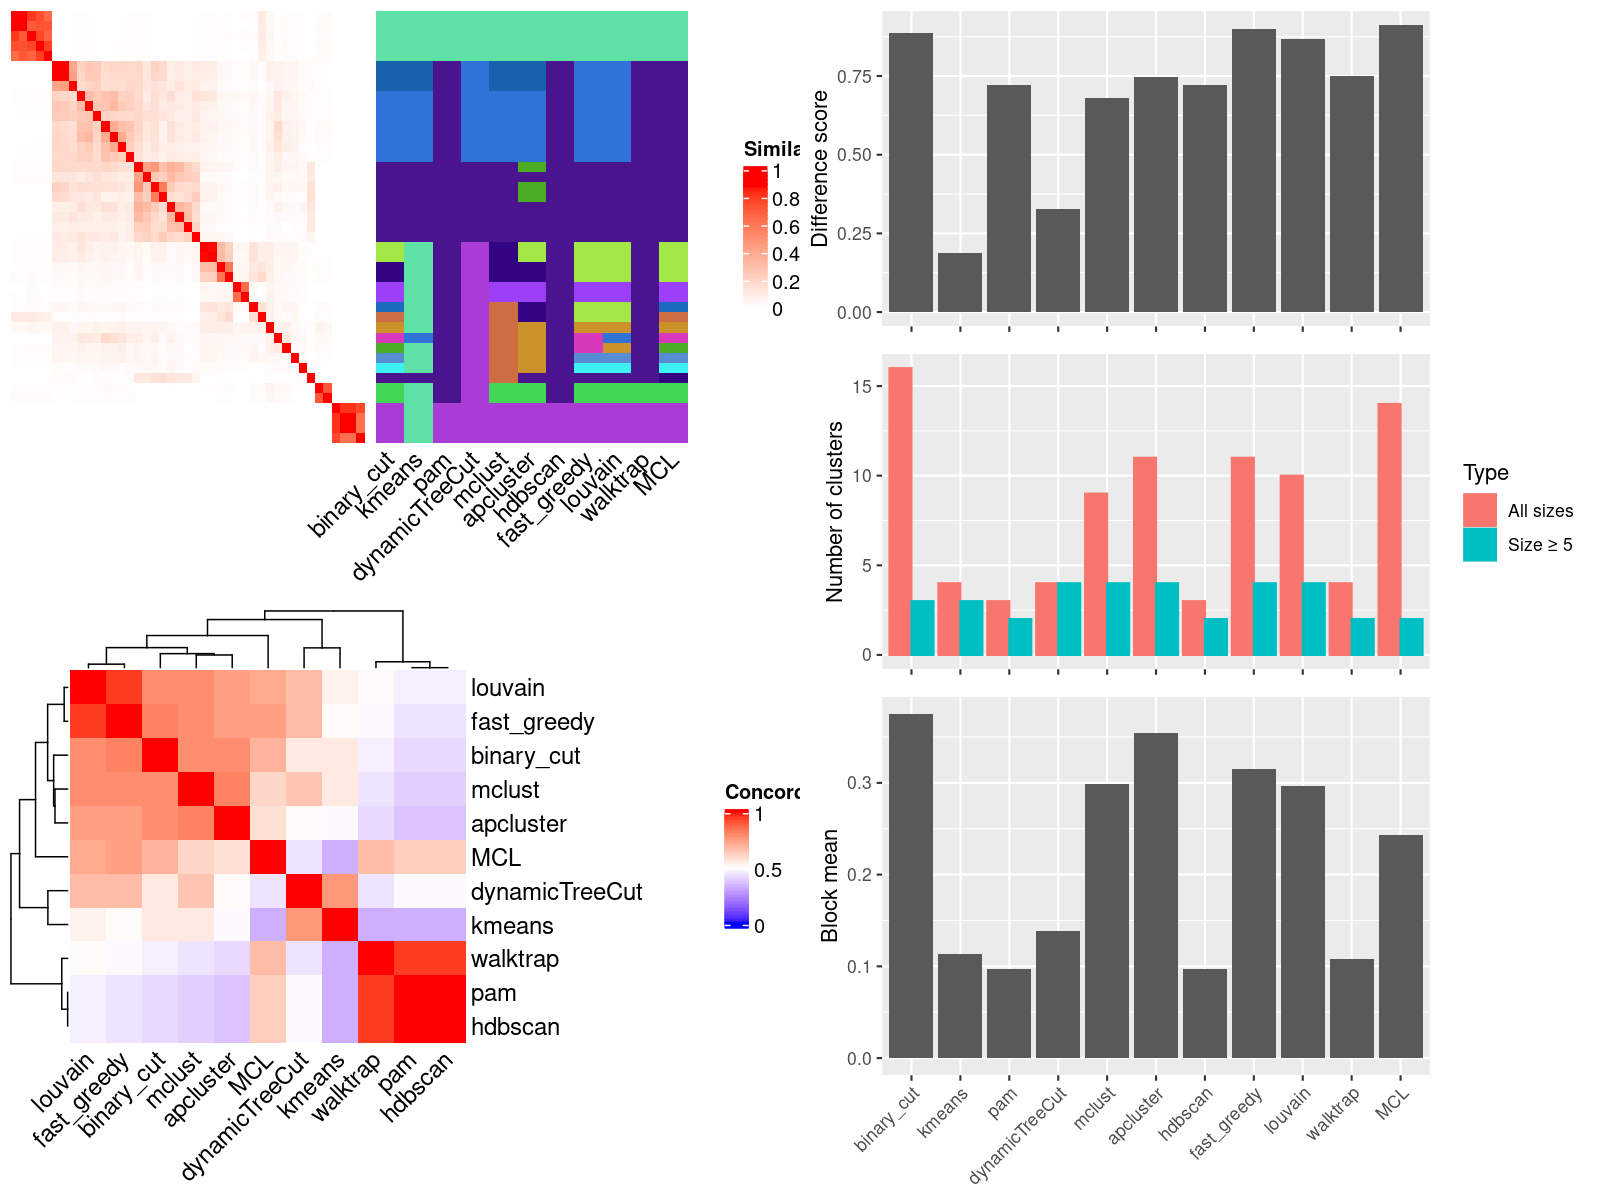 Simila
1
0.8
0.6
0.4
0.2
0
binary_cut
kmeans
pam
dynamicTreeCut
mclust
apcluster
hdbscan
fast_greedy
louvain
walktrap
MCL
louvain
fast_greedy
binary_cut
mclust
apcluster
MCL
dynamicTreeCut
kmeans
walktrap
pam
hdbscan
louvain
fast_greedy
binary_cut
mclust
apcluster
MCL
dynamicTreeCut
kmeans
walktrap
pam
hdbscan
Concord
1
0.5
0
Difference score
0.75
0.50
0.25
0.00
Number of clusters
15
10
5
0
Type
All sizes
Size ≥ 5
Block mean
0.3
0.2
0.1
0.0
binary_cut
kmeans
pam
dynamicTreeCut
mclust
apcluster
hdbscan
fast_greedy
louvain
walktrap
MCL